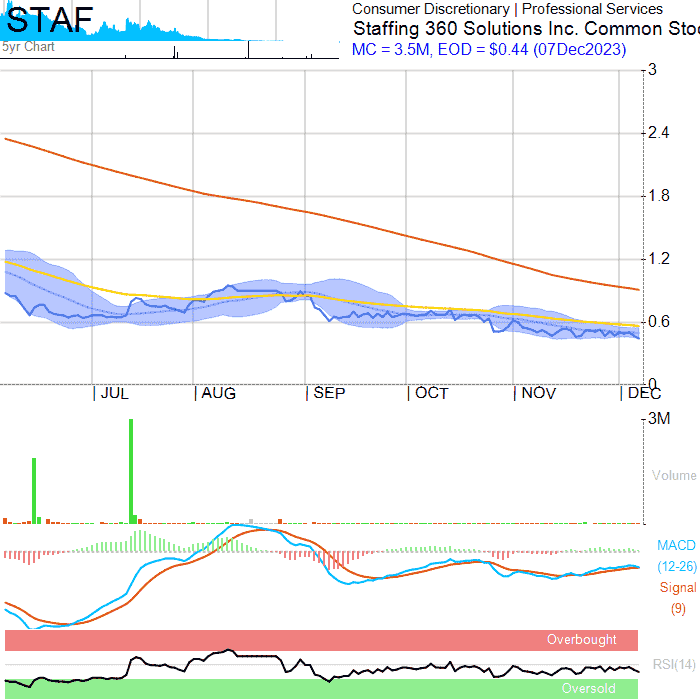 STAF
5yr Chart
Consumer Discretionary | Professional Services
Staffing 360 Solutions Inc. Common Stoc
MC = 3.5M, EOD = $0.44 (07Dec2023)
3
2.4
1.8
1.2
0.6
0
JUL AUG SEP OCT NOV DEC
3M
Volume
MACD
(12-26)
Signal
(9)
Overbought
RSI(14)
Oversold